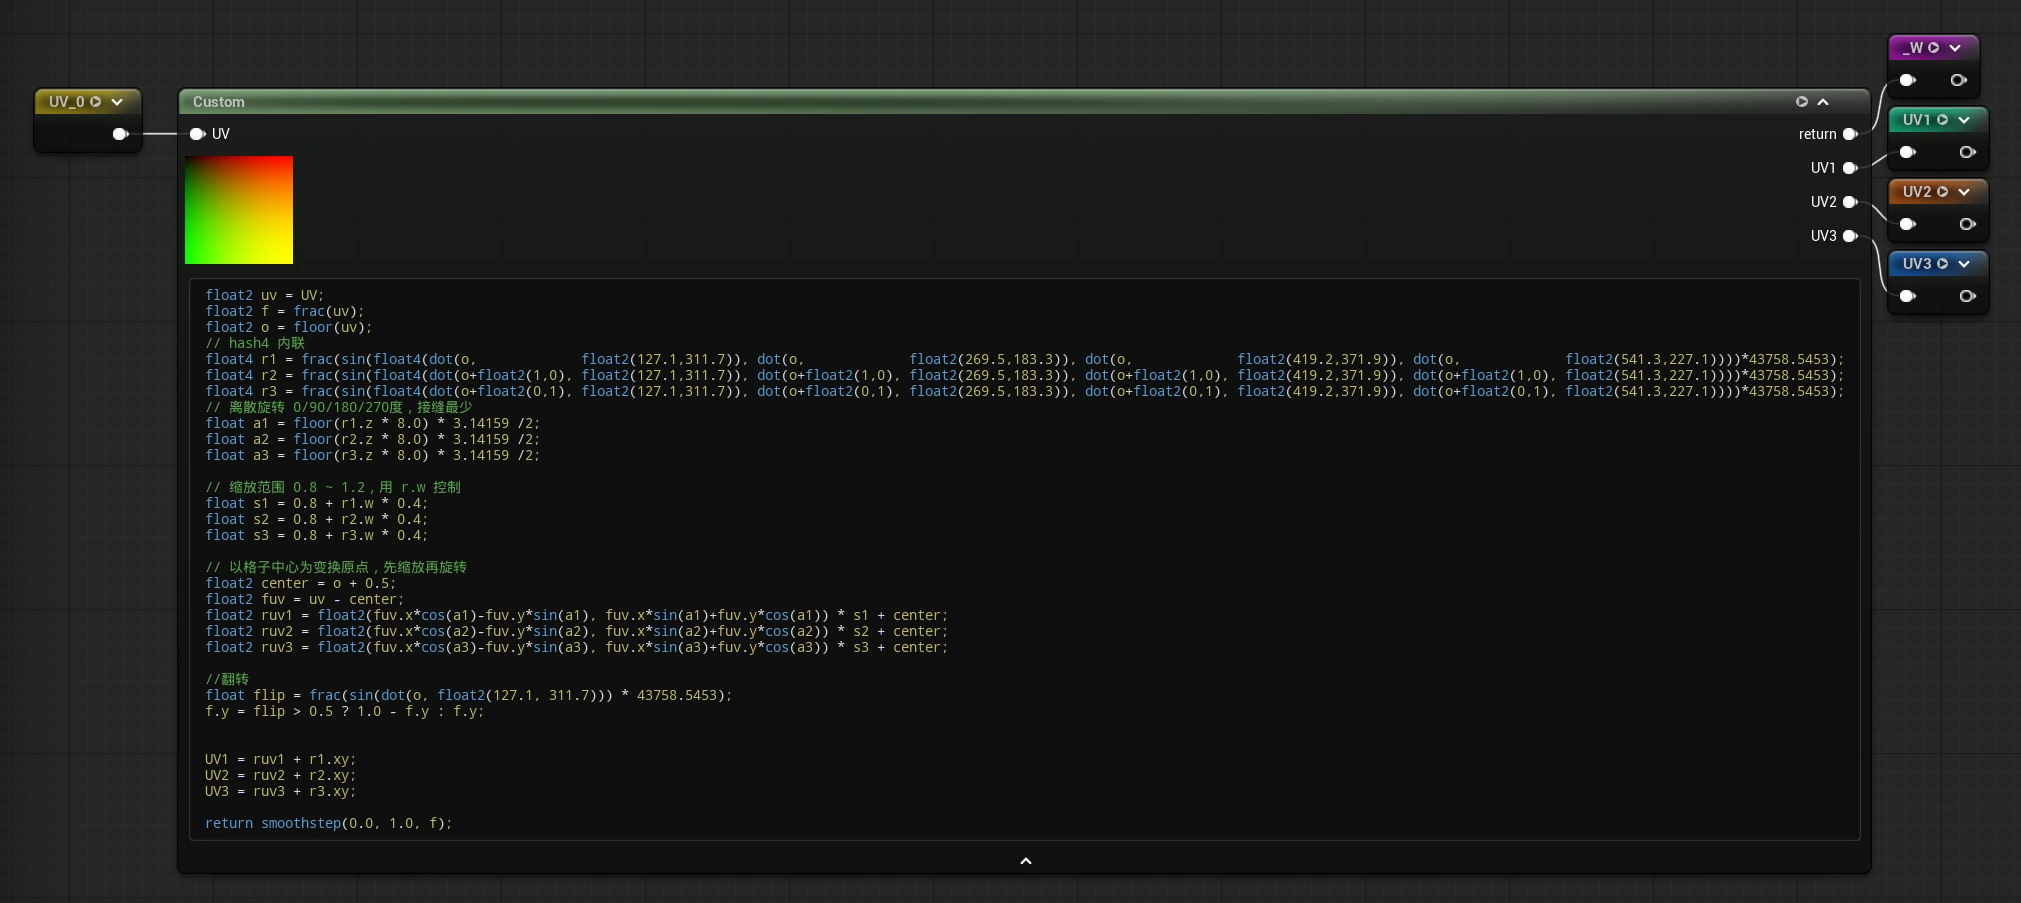 UV_0
Custom
UV
return
UV1
UV2
UV3
_W
UV1
UV2
UV3
float2 uv = UV;
float2 f = frac(uv);
float2 o = floor(uv);
// hash4 内联
float4 r1 = frac(sin(float4(dot(o,             float2(127.1,311.7)), dot(o,             float2(269.5,183.3)), dot(o,             float2(419.2,371.9)), dot(o,             float2(541.3,227.1))))*43758.5453);
float4 r2 = frac(sin(float4(dot(o+float2(1,0), float2(127.1,311.7)), dot(o+float2(1,0), float2(269.5,183.3)), dot(o+float2(1,0), float2(419.2,371.9)), dot(o+float2(1,0), float2(541.3,227.1))))*43758.5453);
float4 r3 = frac(sin(float4(dot(o+float2(0,1), float2(127.1,311.7)), dot(o+float2(0,1), float2(269.5,183.3)), dot(o+float2(0,1), float2(419.2,371.9)), dot(o+float2(0,1), float2(541.3,227.1))))*43758.5453);
// 离散旋转 0/90/180/270度，接缝最少
float a1 = floor(r1.z * 8.0) * 3.14159 /2;
float a2 = floor(r2.z * 8.0) * 3.14159 /2;
float a3 = floor(r3.z * 8.0) * 3.14159 /2;
// 缩放范围 0.8 ~ 1.2，用 r.w 控制
float s1 = 0.8 + r1.w * 0.4;
float s2 = 0.8 + r2.w * 0.4;
float s3 = 0.8 + r3.w * 0.4;
// 以格子中心为变换原点，先缩放再旋转
float2 center = o + 0.5;
float2 fuv = uv - center;
float2 ruv1 = float2(fuv.x*cos(a1)-fuv.y*sin(a1), fuv.x*sin(a1)+fuv.y*cos(a1)) * s1 + center;
float2 ruv2 = float2(fuv.x*cos(a2)-fuv.y*sin(a2), fuv.x*sin(a2)+fuv.y*cos(a2)) * s2 + center;
float2 ruv3 = float2(fuv.x*cos(a3)-fuv.y*sin(a3), fuv.x*sin(a3)+fuv.y*cos(a3)) * s3 + center;
//翻转
float flip = frac(sin(dot(o, float2(127.1, 311.7))) * 43758.5453);
f.y = flip > 0.5 ? 1.0 - f.y : f.y;
UV1 = ruv1 + r1.xy;
UV2 = ruv2 + r2.xy;
UV3 = ruv3 + r3.xy;
return smoothstep(0.0, 1.0, f);